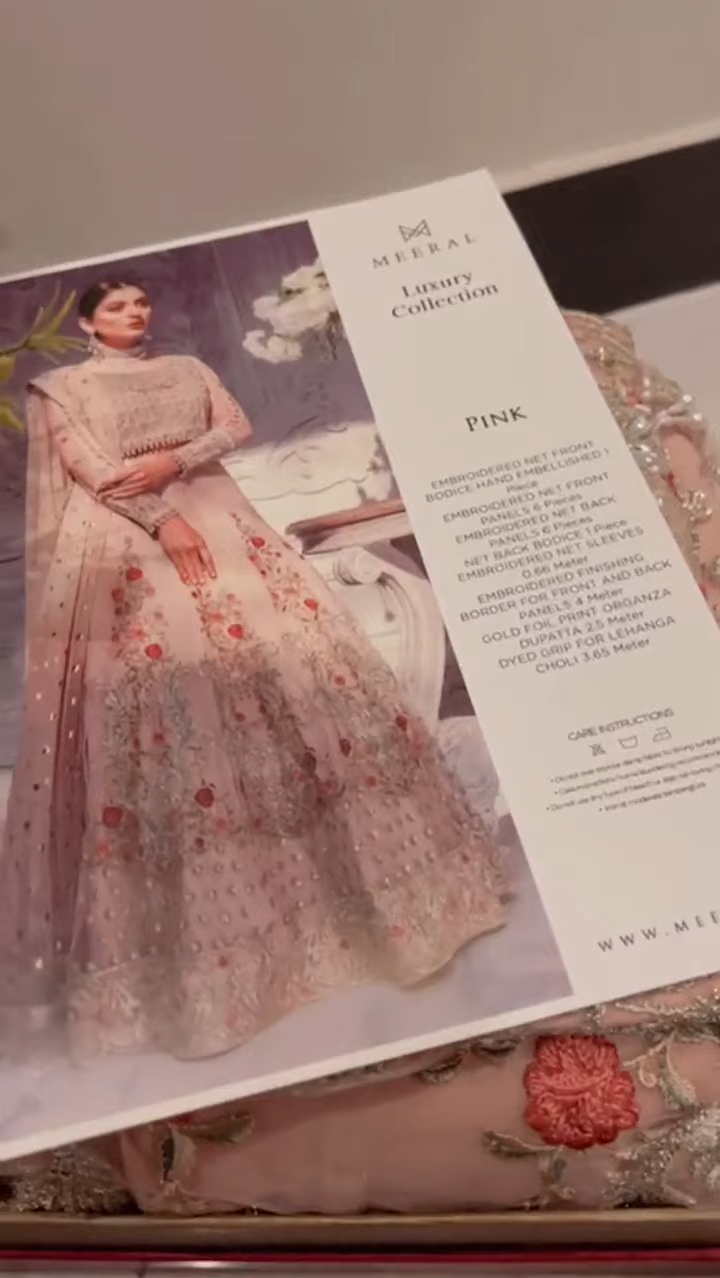 MEERAL
Luxury
Collection
PINK
EMBROIDERED NET FRONT
BODICE HAND EMBELLISHED 1
Piece
EMBROIDERED NET FRONT
PANELS 6 Pieces
EMBROIDERED NET BACK
PANELS 6 Pieces
NET BACK BODICE 1 Piece
EMBROIDERED NET SLEEVES
0.66 Meter
EMBROIDERED FINISHING
BORDER FOR FRONT AND BACK
PANELS 4 Meter
GOLD FOIL PRINT ORGANZA
DUPATTA 2.5 Meter
DYED GRIP FOR LEHANGA
CHOLI 3.65 Meter
CARE INSTRUCTIONS
WWW.MEE